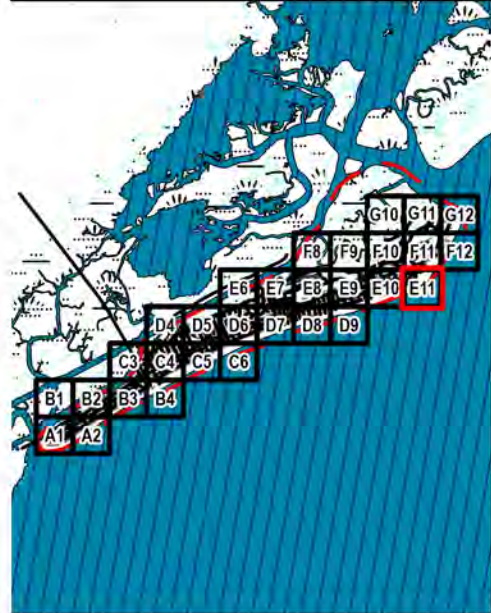 G10 G11 G12
F8 F9 F10 F11 F12
E6 E7 E8 E9 E10 E11
D4 D5 D6 D7 D8 D9
C3 C4 C5 C6
B1 B2 B3 B4
A1 A2